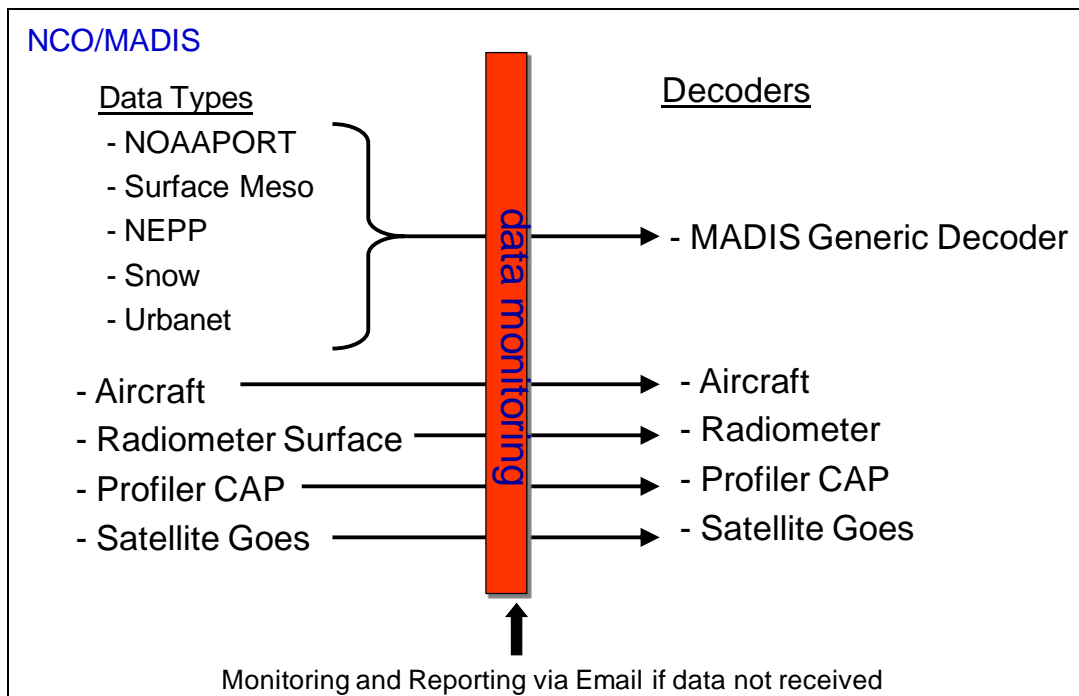 NCO/MADIS
Data Types
- NOAAPORT
- Surface Meso
- NEPP
- Snow
- Urbanet
- Aircraft
- Radiometer Surface
- Profiler CAP
- Satellite Goes
data monitoring
Decoders
- MADIS Generic Decoder
- Aircraft
- Radiometer
- Profiler CAP
- Satellite Goes
Monitoring and Reporting via Email if data not received